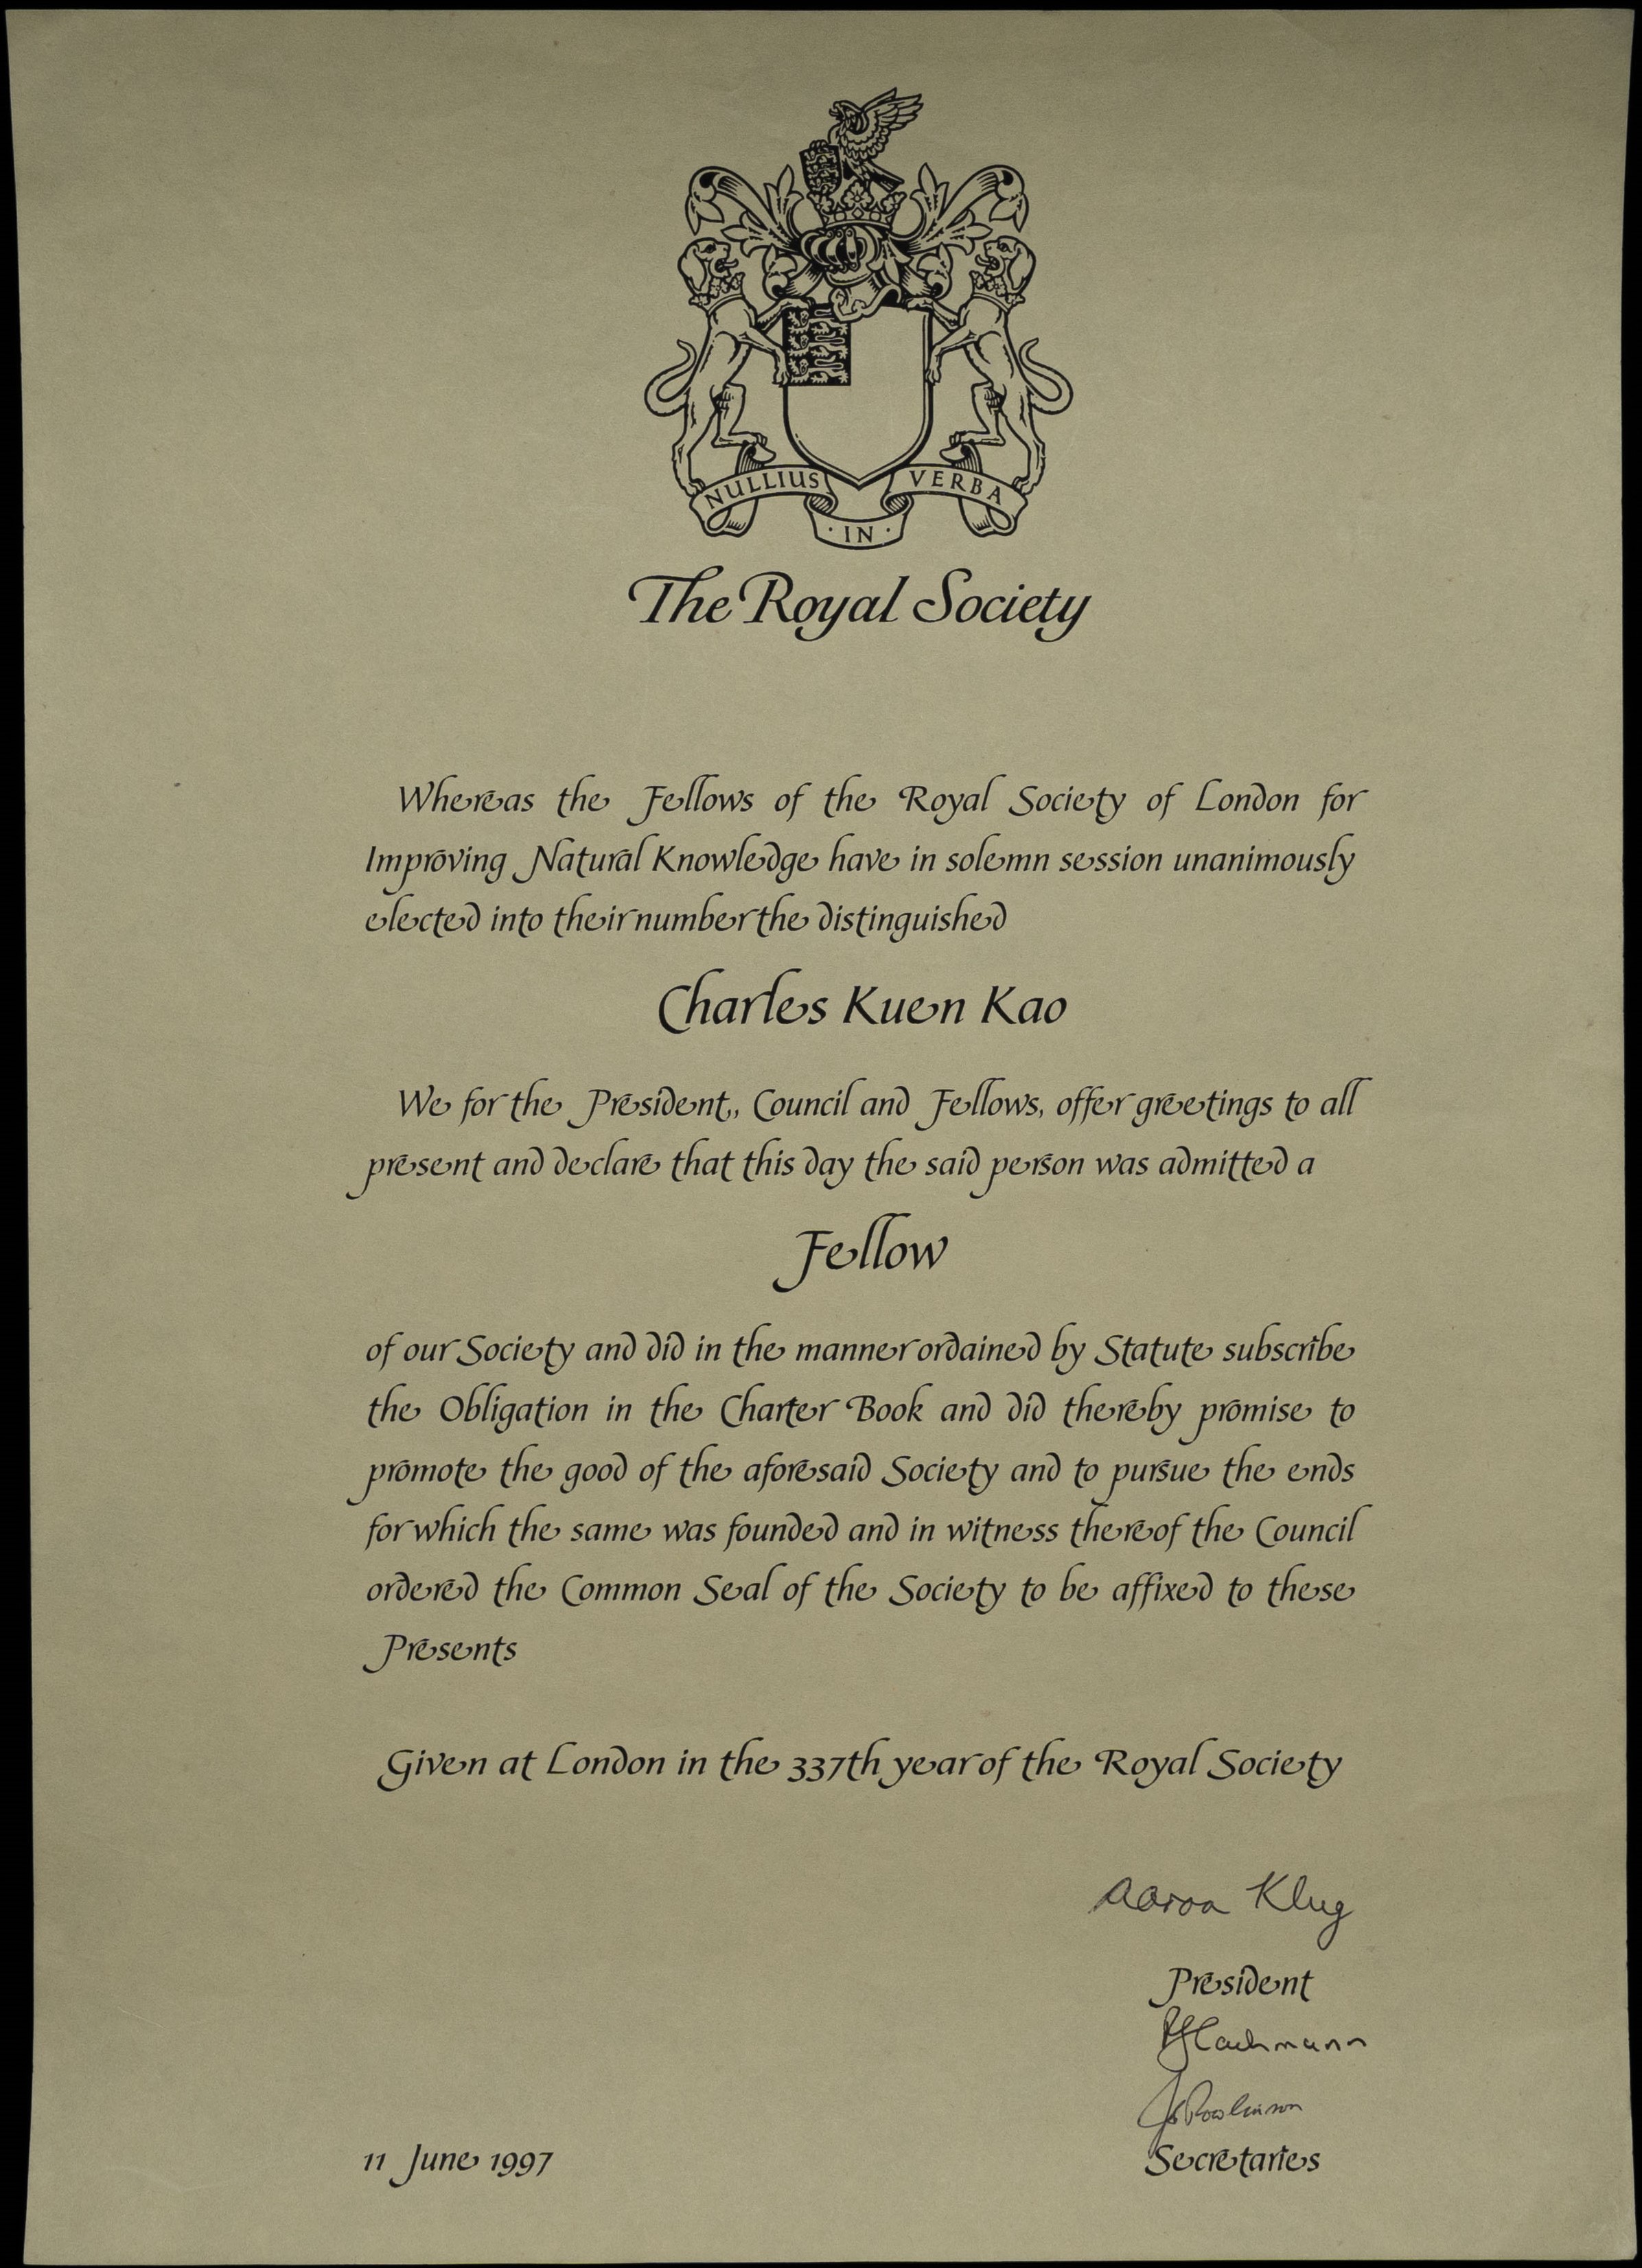 NULLIUS IN VERBA
The Royal Society
Whereas the Fellows of the Royal Society of London for
Improving Natural Knowledge have in solemn session unanimously
elected into their number the distinguished
Charles Kuen Kao
We for the President,, Council and Fellows, offer greetings to all
present and declare that this day the said person was admitted a
Fellow
of our Society and did in the manner ordained by Statute subscribe
the Obligation in the Charter Book and did thereby promise to
promote the good of the aforesaid Society and to pursue the ends
for which the same was founded and in witness thereof the Council
ordered the Common Seal of the Society to be affixed to these
Presents
Given at London in the 337th year of the Royal Society
Aaron Klug
President
PJLachmann
JSRowlinson
Secretaries
11 June 1997